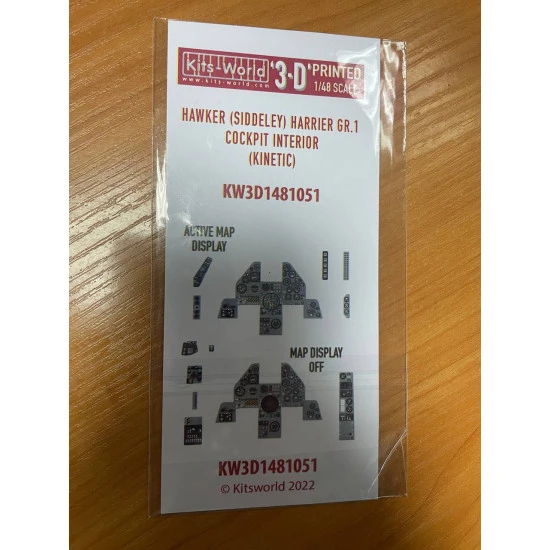 Kits-World '3-D' PRINTED
www.kits-world.com 1/48 SCALE
HAWKER (SIDDELEY) HARRIER GR.1
COCKPIT INTERIOR
(KINETIC)
KW3D1481051
ACTIVE MAP
DISPLAY
MAP DISPLAY
OFF
KW3D1481051
© Kitsworld 2022